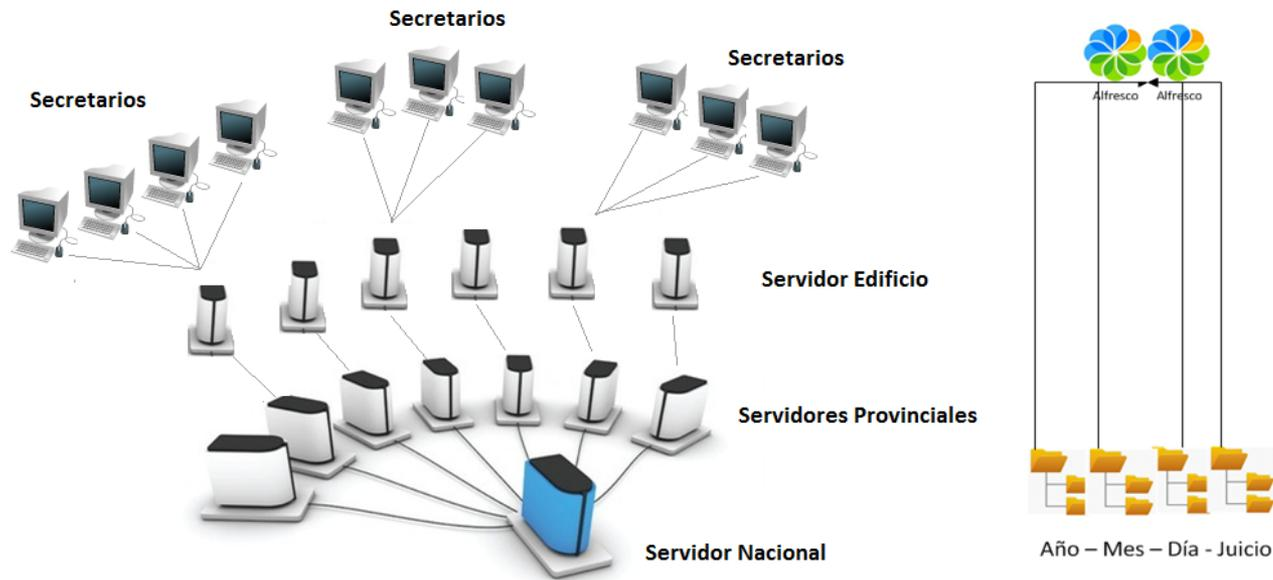 Secretarios
Secretarios
Secretarios
Alfresco
Alfresco
Servidor Edificio
Servidores Provinciales
Servidor Nacional
Año – Mes – Día - Juicio